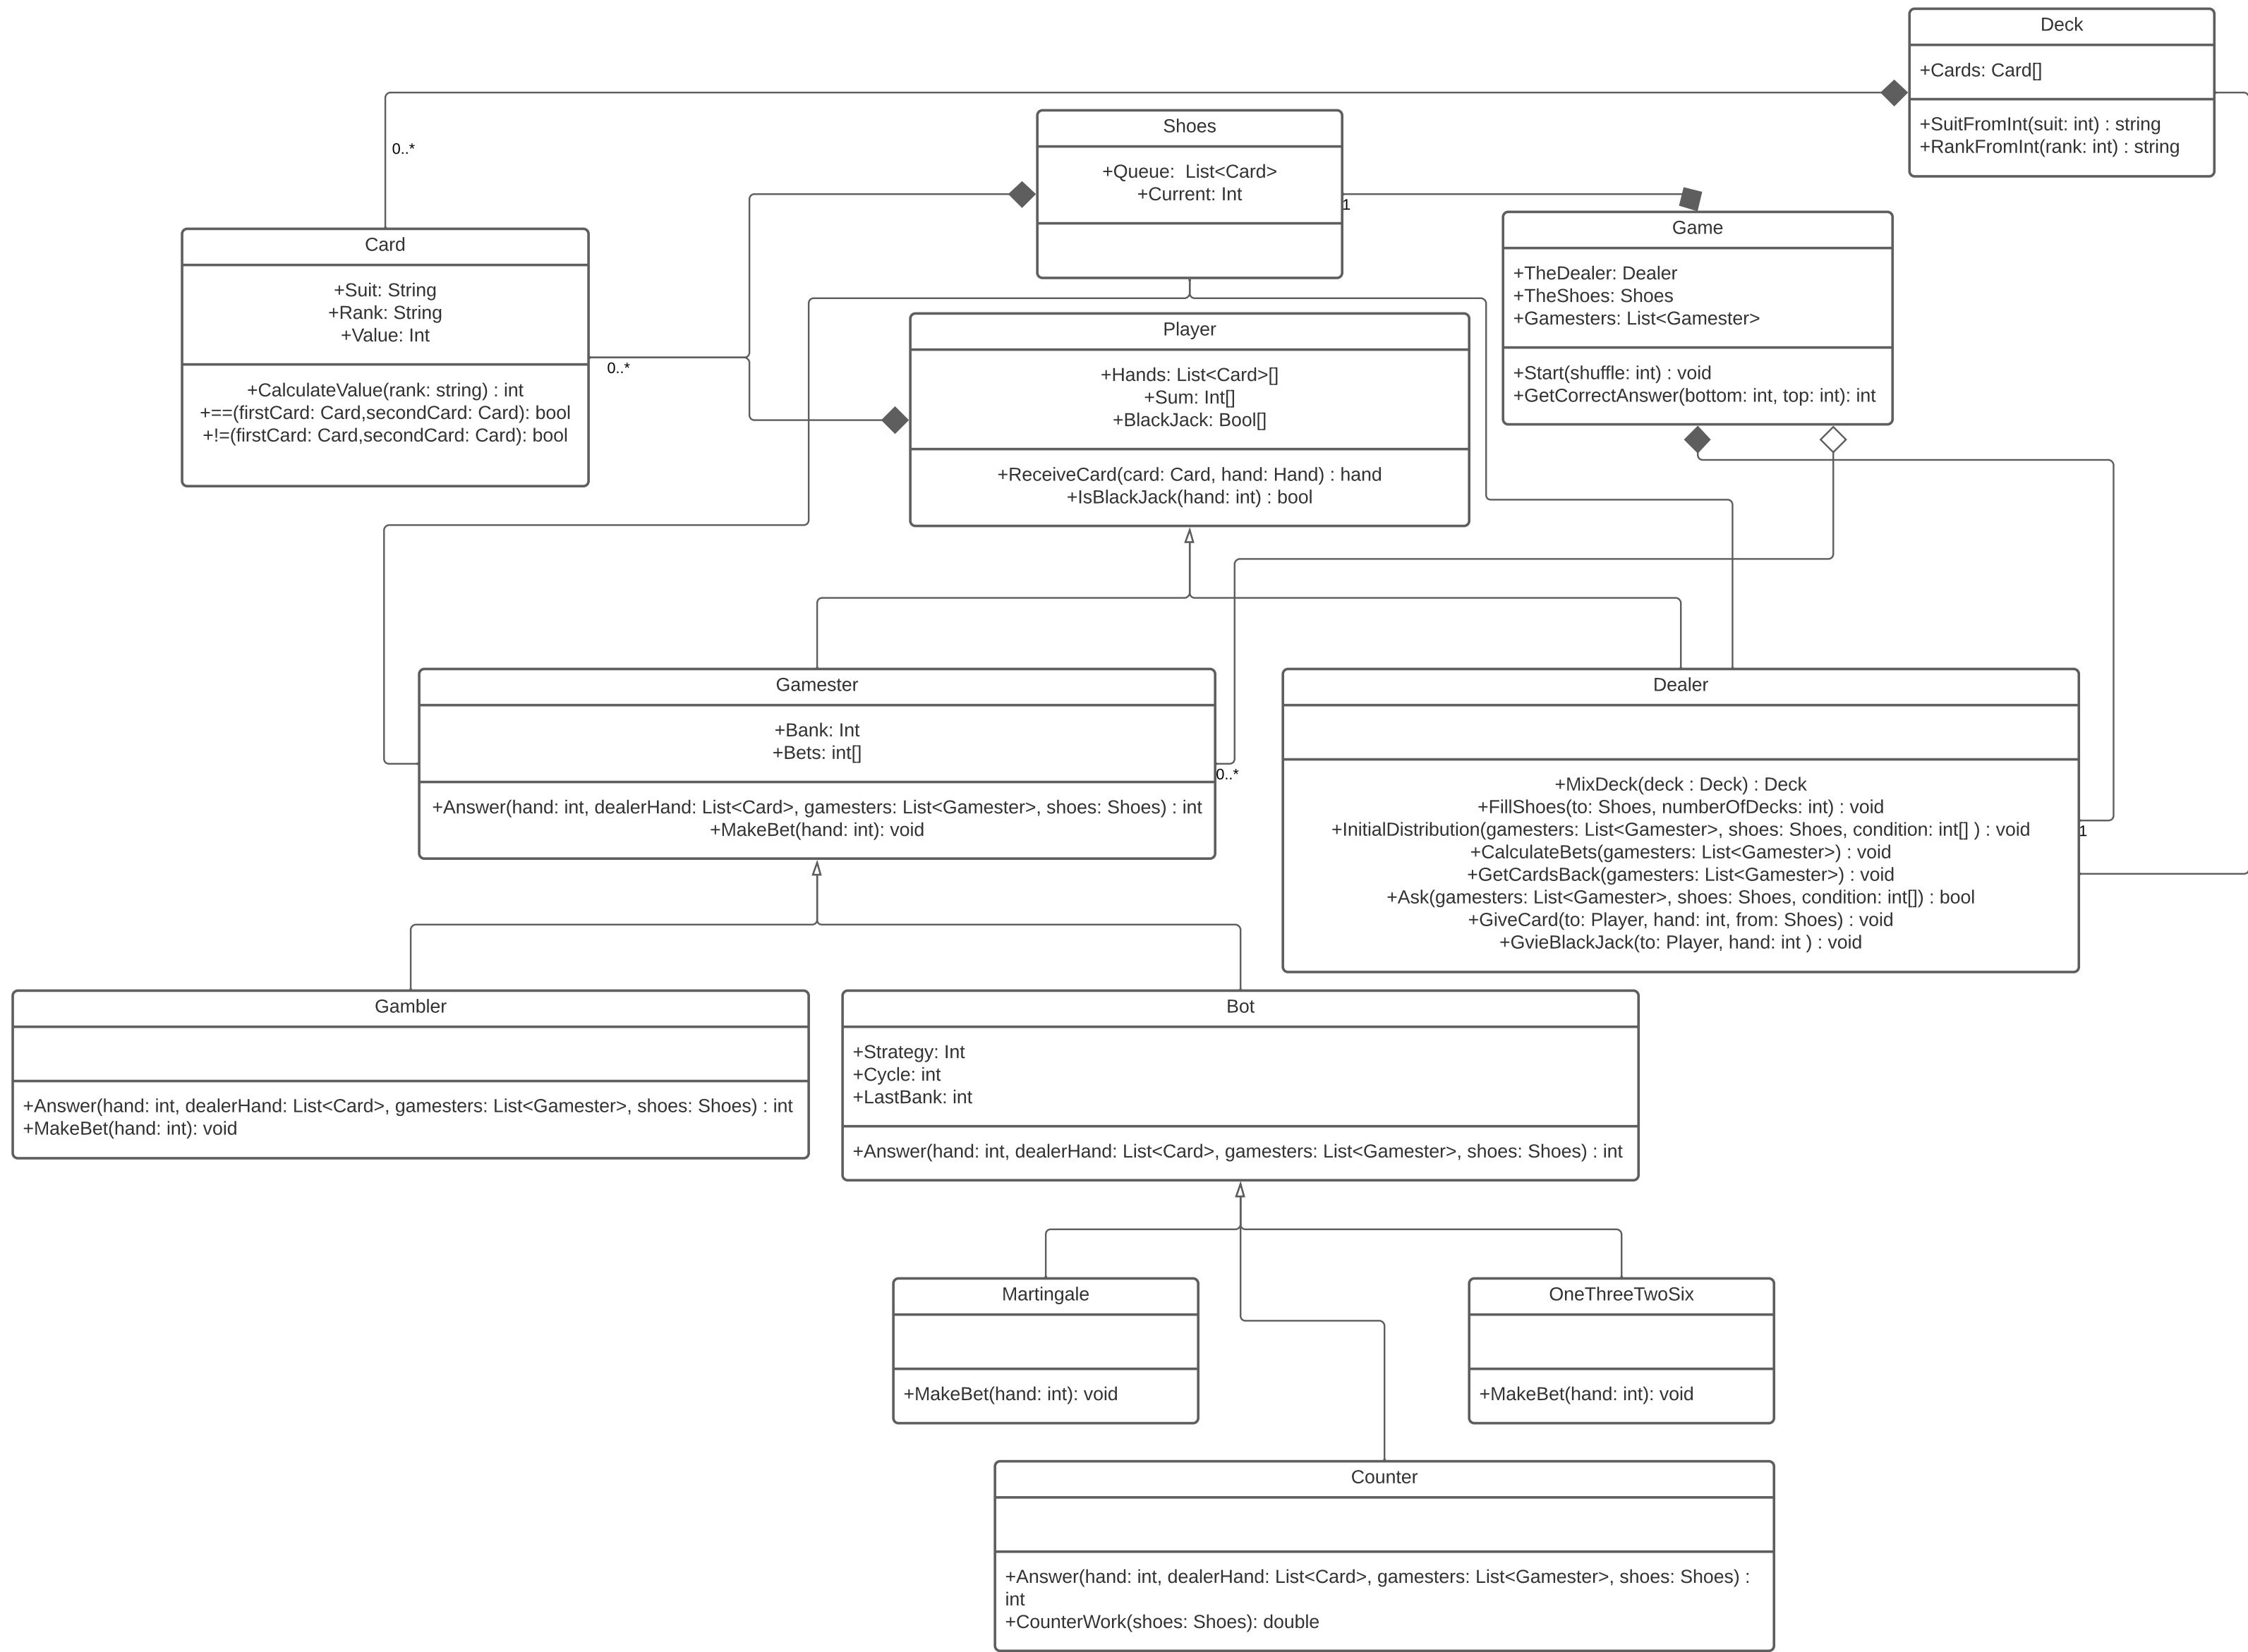 Deck
+Cards: Card[]
+SuitFromInt(suit: int) : string
+RankFromInt(rank: int) : string
Shoes
+Queue:  List<Card>
+Current: Int
0..*
1
Card
+Suit: String
+Rank: String
+Value: Int
+CalculateValue(rank: string) : int
+==(firstCard: Card,secondCard: Card): bool
+!=(firstCard: Card,secondCard: Card): bool
0..*
Game
+TheDealer: Dealer
+TheShoes: Shoes
+Gamesters: List<Gamester>
+Start(shuffle: int) : void
+GetCorrectAnswer(bottom: int, top: int): int
Player
+Hands: List<Card>[]
+Sum: Int[]
+BlackJack: Bool[]
+ReceiveCard(card: Card, hand: Hand) : hand
+IsBlackJack(hand: int) : bool
Gamester
+Bank: Int
+Bets: int[]
+Answer(hand: int, dealerHand: List<Card>, gamesters: List<Gamester>, shoes: Shoes) : int
+MakeBet(hand: int): void
0..*
Dealer
+MixDeck(deck : Deck) : Deck
+FillShoes(to: Shoes, numberOfDecks: int) : void
+InitialDistribution(gamesters: List<Gamester>, shoes: Shoes, condition: int[] ) : void
+CalculateBets(gamesters: List<Gamester>) : void
+GetCardsBack(gamesters: List<Gamester>) : void
+Ask(gamesters: List<Gamester>, shoes: Shoes, condition: int[]) : bool
+GiveCard(to: Player, hand: int, from: Shoes) : void
+GvieBlackJack(to: Player, hand: int ) : void
1
Gambler
+Answer(hand: int, dealerHand: List<Card>, gamesters: List<Gamester>, shoes: Shoes) : int
+MakeBet(hand: int): void
Bot
+Strategy: Int
+Cycle: int
+LastBank: int
+Answer(hand: int, dealerHand: List<Card>, gamesters: List<Gamester>, shoes: Shoes) : int
Martingale
+MakeBet(hand: int): void
OneThreeTwoSix
+MakeBet(hand: int): void
Counter
+Answer(hand: int, dealerHand: List<Card>, gamesters: List<Gamester>, shoes: Shoes) :
int
+CounterWork(shoes: Shoes): double